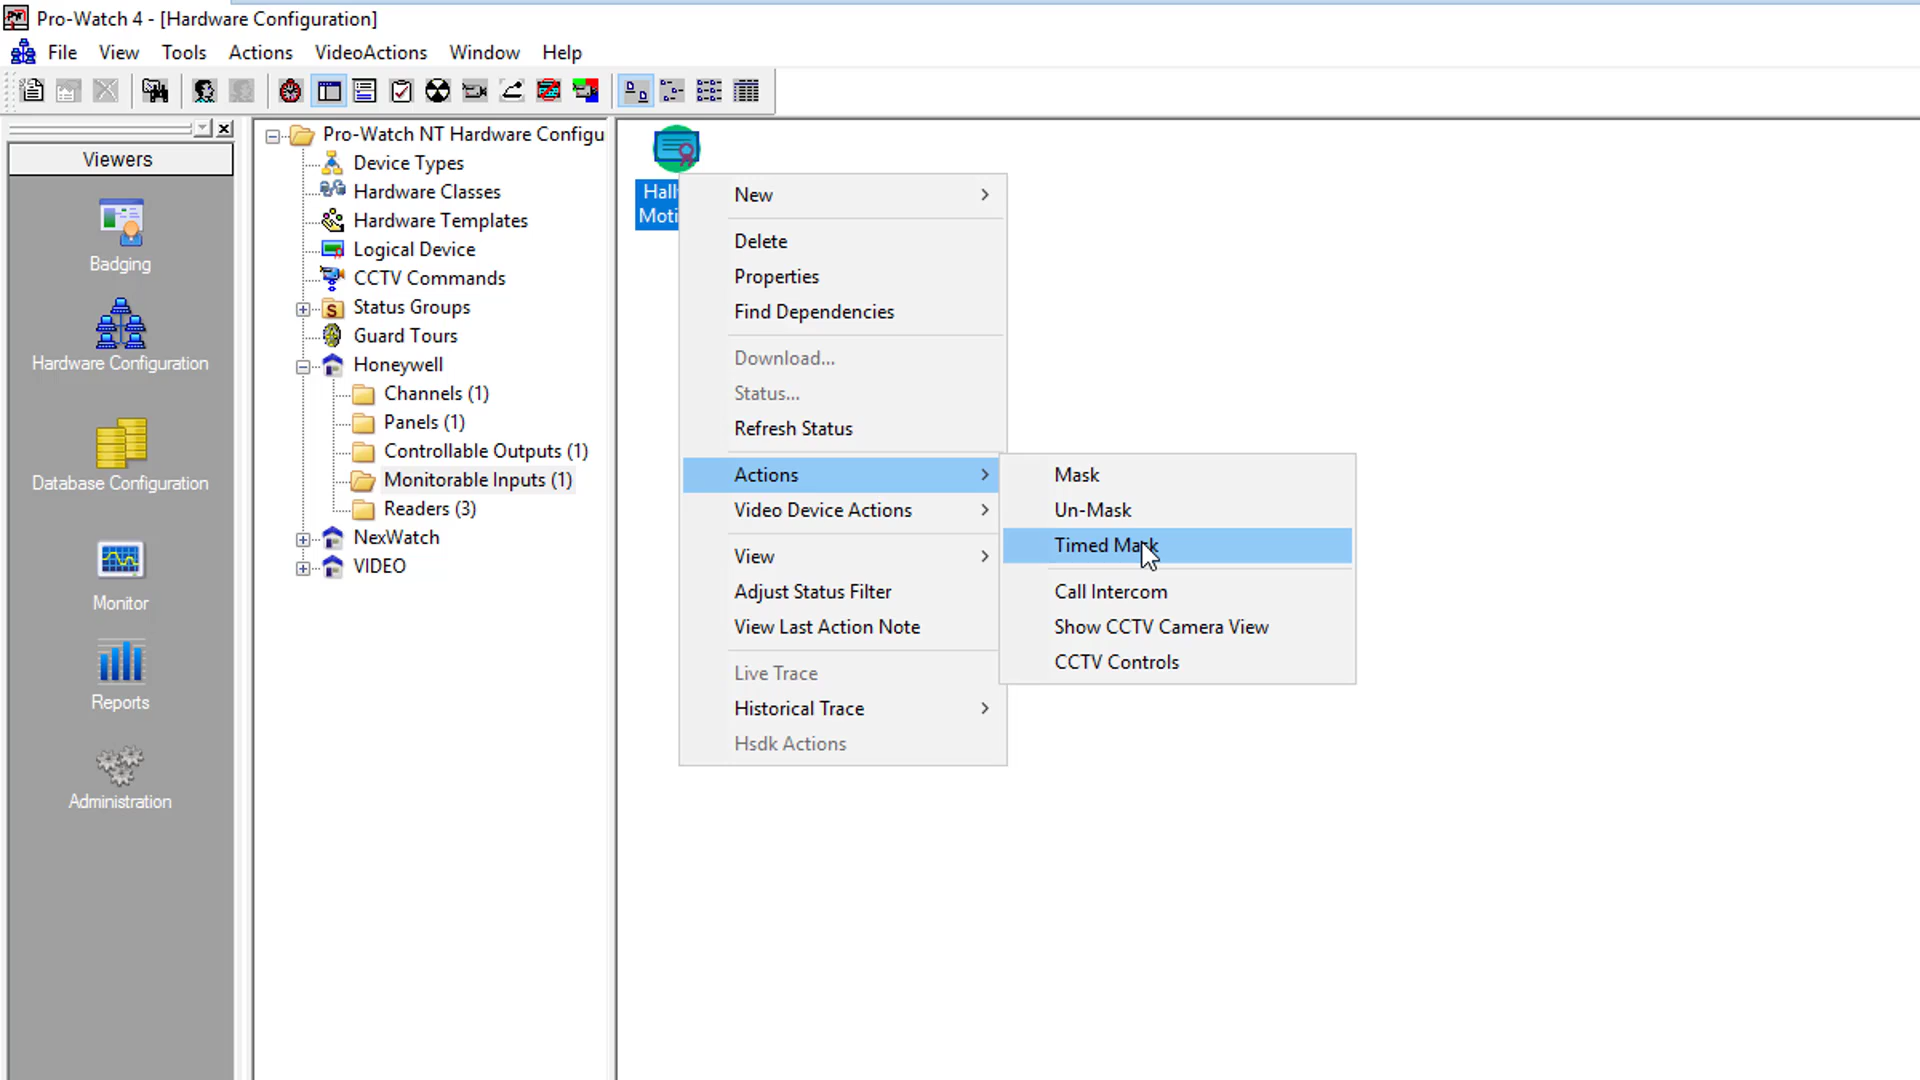 Pro-Watch 4 - [Hardware Configuration]
File View Tools Actions VideoActions Window Help
Viewers
Badging
Hardware Configuration
Database Configuration
Monitor
Reports
Administration
Pro-Watch NT Hardware Configu
Device Types
Hardware Classes
Hardware Templates
Logical Device
CCTV Commands
Status Groups
Guard Tours
Honeywell
Channels (1)
Panels (1)
Controllable Outputs (1)
Monitorable Inputs (1)
Readers (3)
NexWatch
VIDEO
Hall
Moti
New
Delete
Properties
Find Dependencies
Download...
Status...
Refresh Status
Actions
Video Device Actions
View
Adjust Status Filter
View Last Action Note
Live Trace
Historical Trace
Hsdk Actions
Mask
Un-Mask
Timed Mask
Call Intercom
Show CCTV Camera View
CCTV Controls